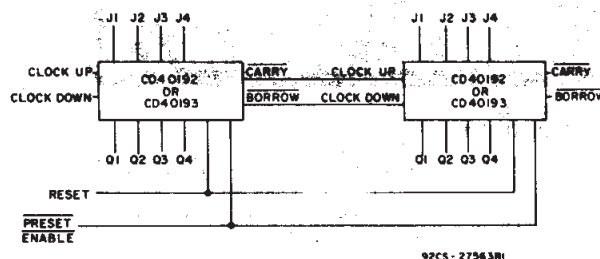 J1 J2 J3 J4
J1 J2 J3 J4
CLOCK UP
CD40192
OR
CD40193
CARRY
CLOCK UP
CD40192
OR
CD40193
CARRY
CLOCK DOWN
BORROW
CLOCK DOWN
BORROW
Q1 Q2 Q3 Q4
Q1 Q2 Q3 Q4
RESET
PRESET
ENABLE
92CS-27563R1